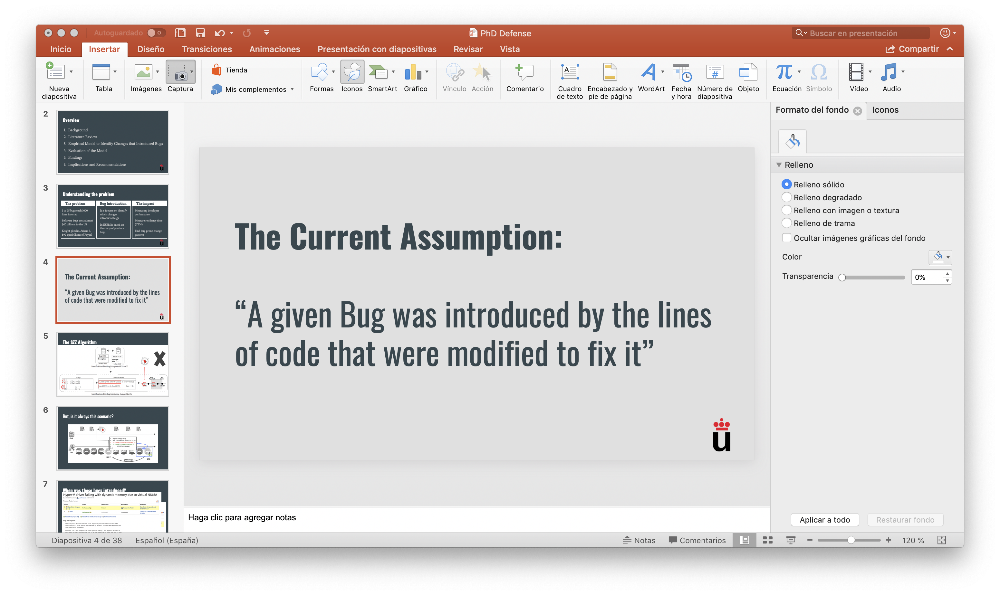 Autoguardado
PhD Defense
Buscar en presentación
Inicio
Insertar
Diseño
Transiciones
Animaciones
Presentación con diapositivas
Revisar
Vista
Compartir
Nueva diapositiva
Tabla
Imágenes
Captura
Tienda
Mis complementos
Formas
Iconos
SmartArt
Gráfico
Vínculo
Acción
Comentario
Cuadro de texto
Encabezado y pie de página
WordArt
Fecha y hora
Número de diapositiva
Objeto
Ecuación
Símbolo
Vídeo
Audio
2
Overview
1. Background
2. Literature Review
3. Empirical Model to Identify Changes that Introduced Bugs
4. Evaluation of the Model
5. Findings
6. Implications and Recommendations
u
3
Understanding the problem
The problem
1 to 25 bugs each 1000
lines inserted
Software bugs costs almost
$60 billions to the US
Knight glinche, Ariane 5,
$92 quadrillions of Paypal
Bug introduction
It is focuses on identify
which changes
introduced bugs
In ESEM is based on
the study of previous
bugs
The impact
Measuring developer
performance
Measure residency time
(TTN)
Find bug-prone change
patterns
u
4
The Current Assumption:
“A given Bug was introduced by the lines
of code that were modified to fix it”
u
5
The SZZ Algorithm
6
But, is it always this scenario?
BIC?
git blame ( 3 )
BFC
7
When was these bugs introduced?
Hyper-V driver failing with dynamic memory due to virtual NUMA
Bug Description
The Current Assumption:
“A given Bug was introduced by the lines
of code that were modified to fix it”
u
Haga clic para agregar notas
Formato del fondo
Iconos
Relleno
Relleno sólido
Relleno degradado
Relleno con imagen o textura
Relleno de trama
Ocultar imágenes gráficas del fondo
Color
Transparencia
0%
Aplicar a todo
Restaurar fondo
Diapositiva 4 de 38
Español (España)
Notas
Comentarios
120 %